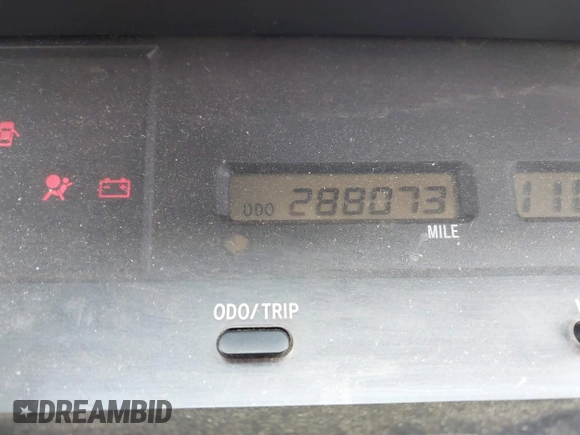 ODO 288073
MILE
ODO/TRIP
DREAMBID